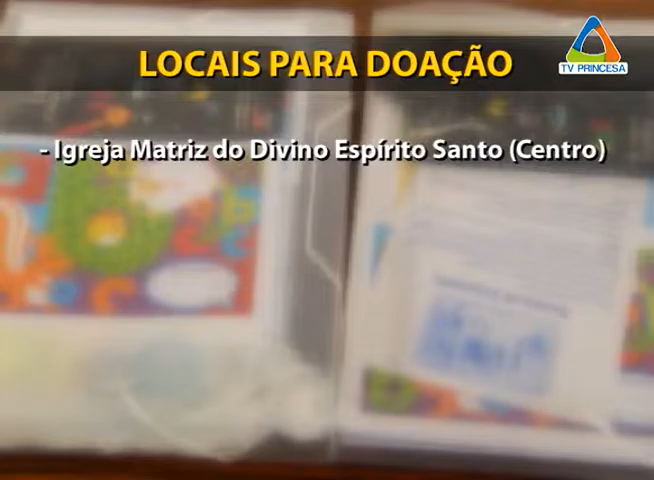 LOCAIS PARA DOAÇÃO
TV PRINCESA
- Igreja Matriz do Divino Espírito Santo (Centro)